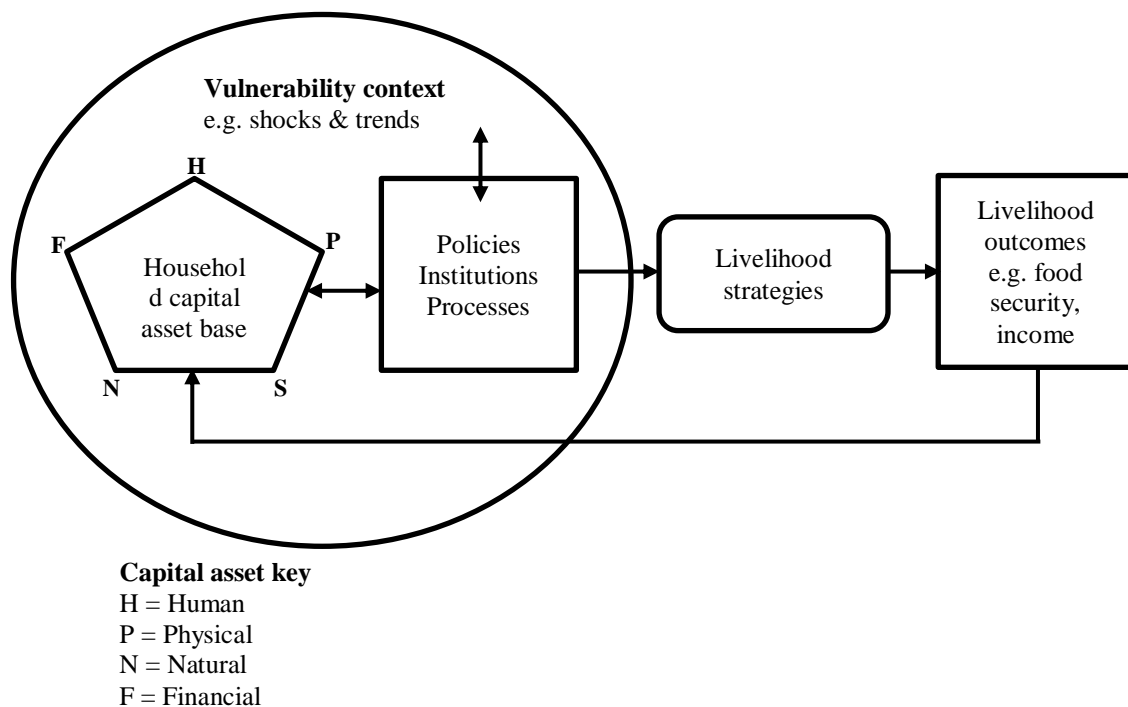 Vulnerability context
e.g. shocks & trends
H
F
P
N
S
Househol
d capital
asset base
Policies
Institutions
Processes
Livelihood
strategies
Livelihood
outcomes
e.g. food
security,
income
Capital asset key
H = Human
P = Physical
N = Natural
F = Financial